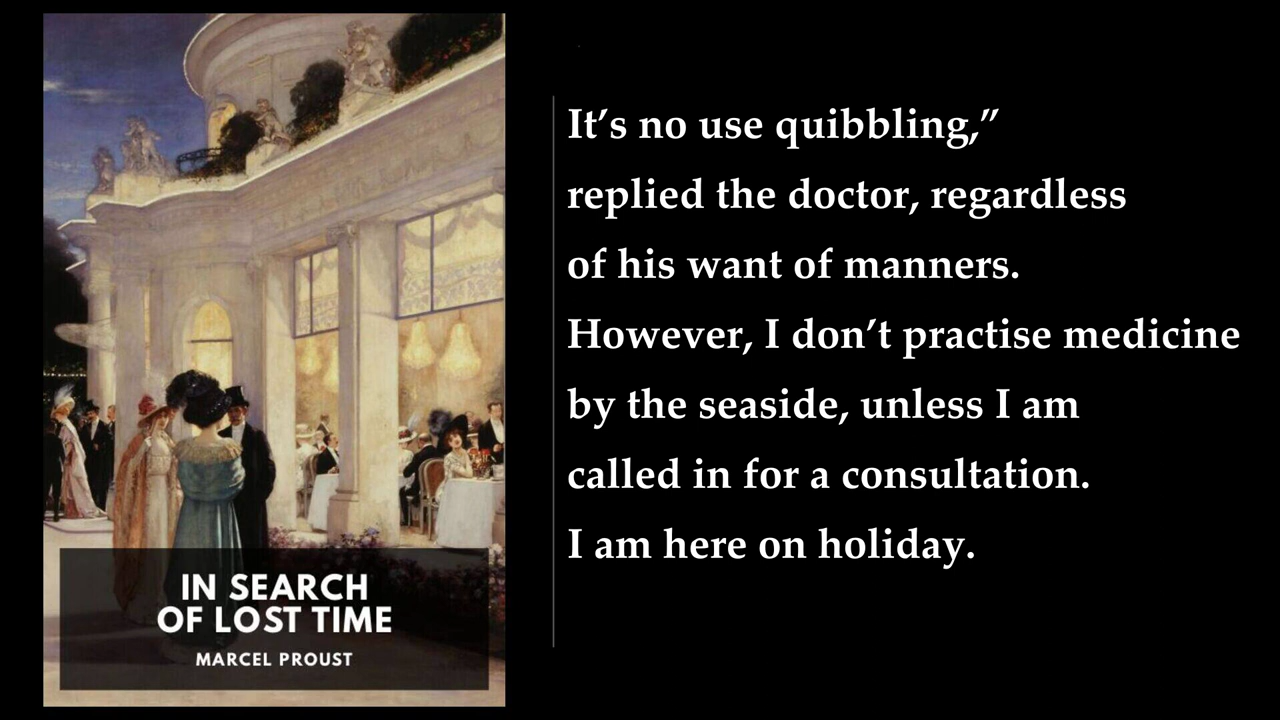 IN SEARCH
OF LOST TIME
MARCEL PROUST
It’s no use quibbling,”
replied the doctor, regardless
of his want of manners.
However, I don’t practise medicine
by the seaside, unless I am
called in for a consultation.
I am here on holiday.